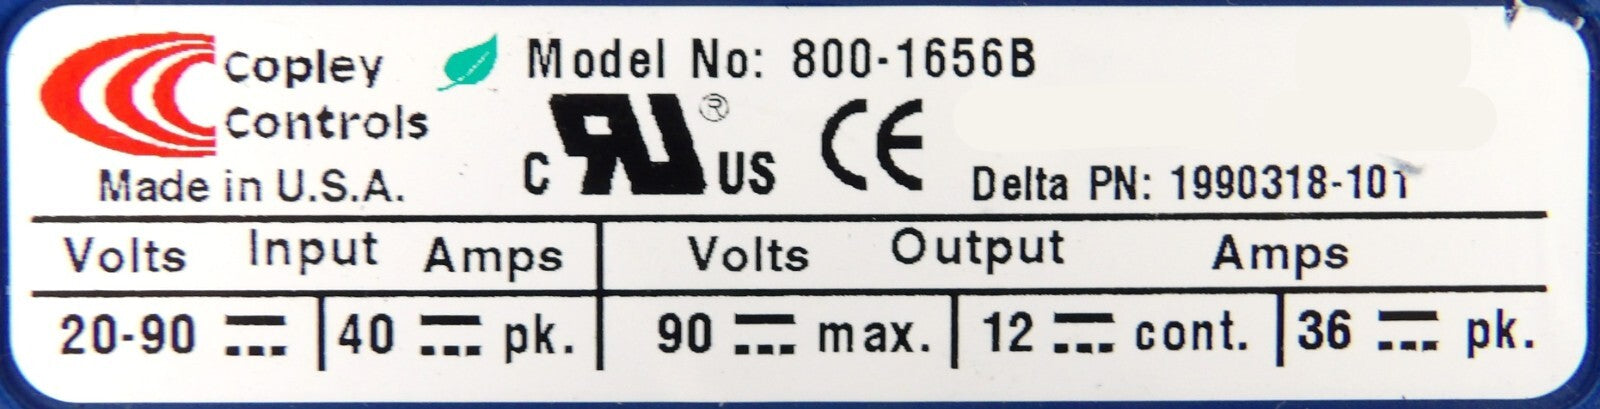 Copley
Controls
Made in U.S.A.
Model No: 800-1656B
C RU ® US CE
Delta PN: 1990318-101
Volts Input Amps Volts Output Amps
20-90 ⎓ 40 ⎓ pk. 90 ⎓ max. 12 ⎓ cont. 36 ⎓ pk.